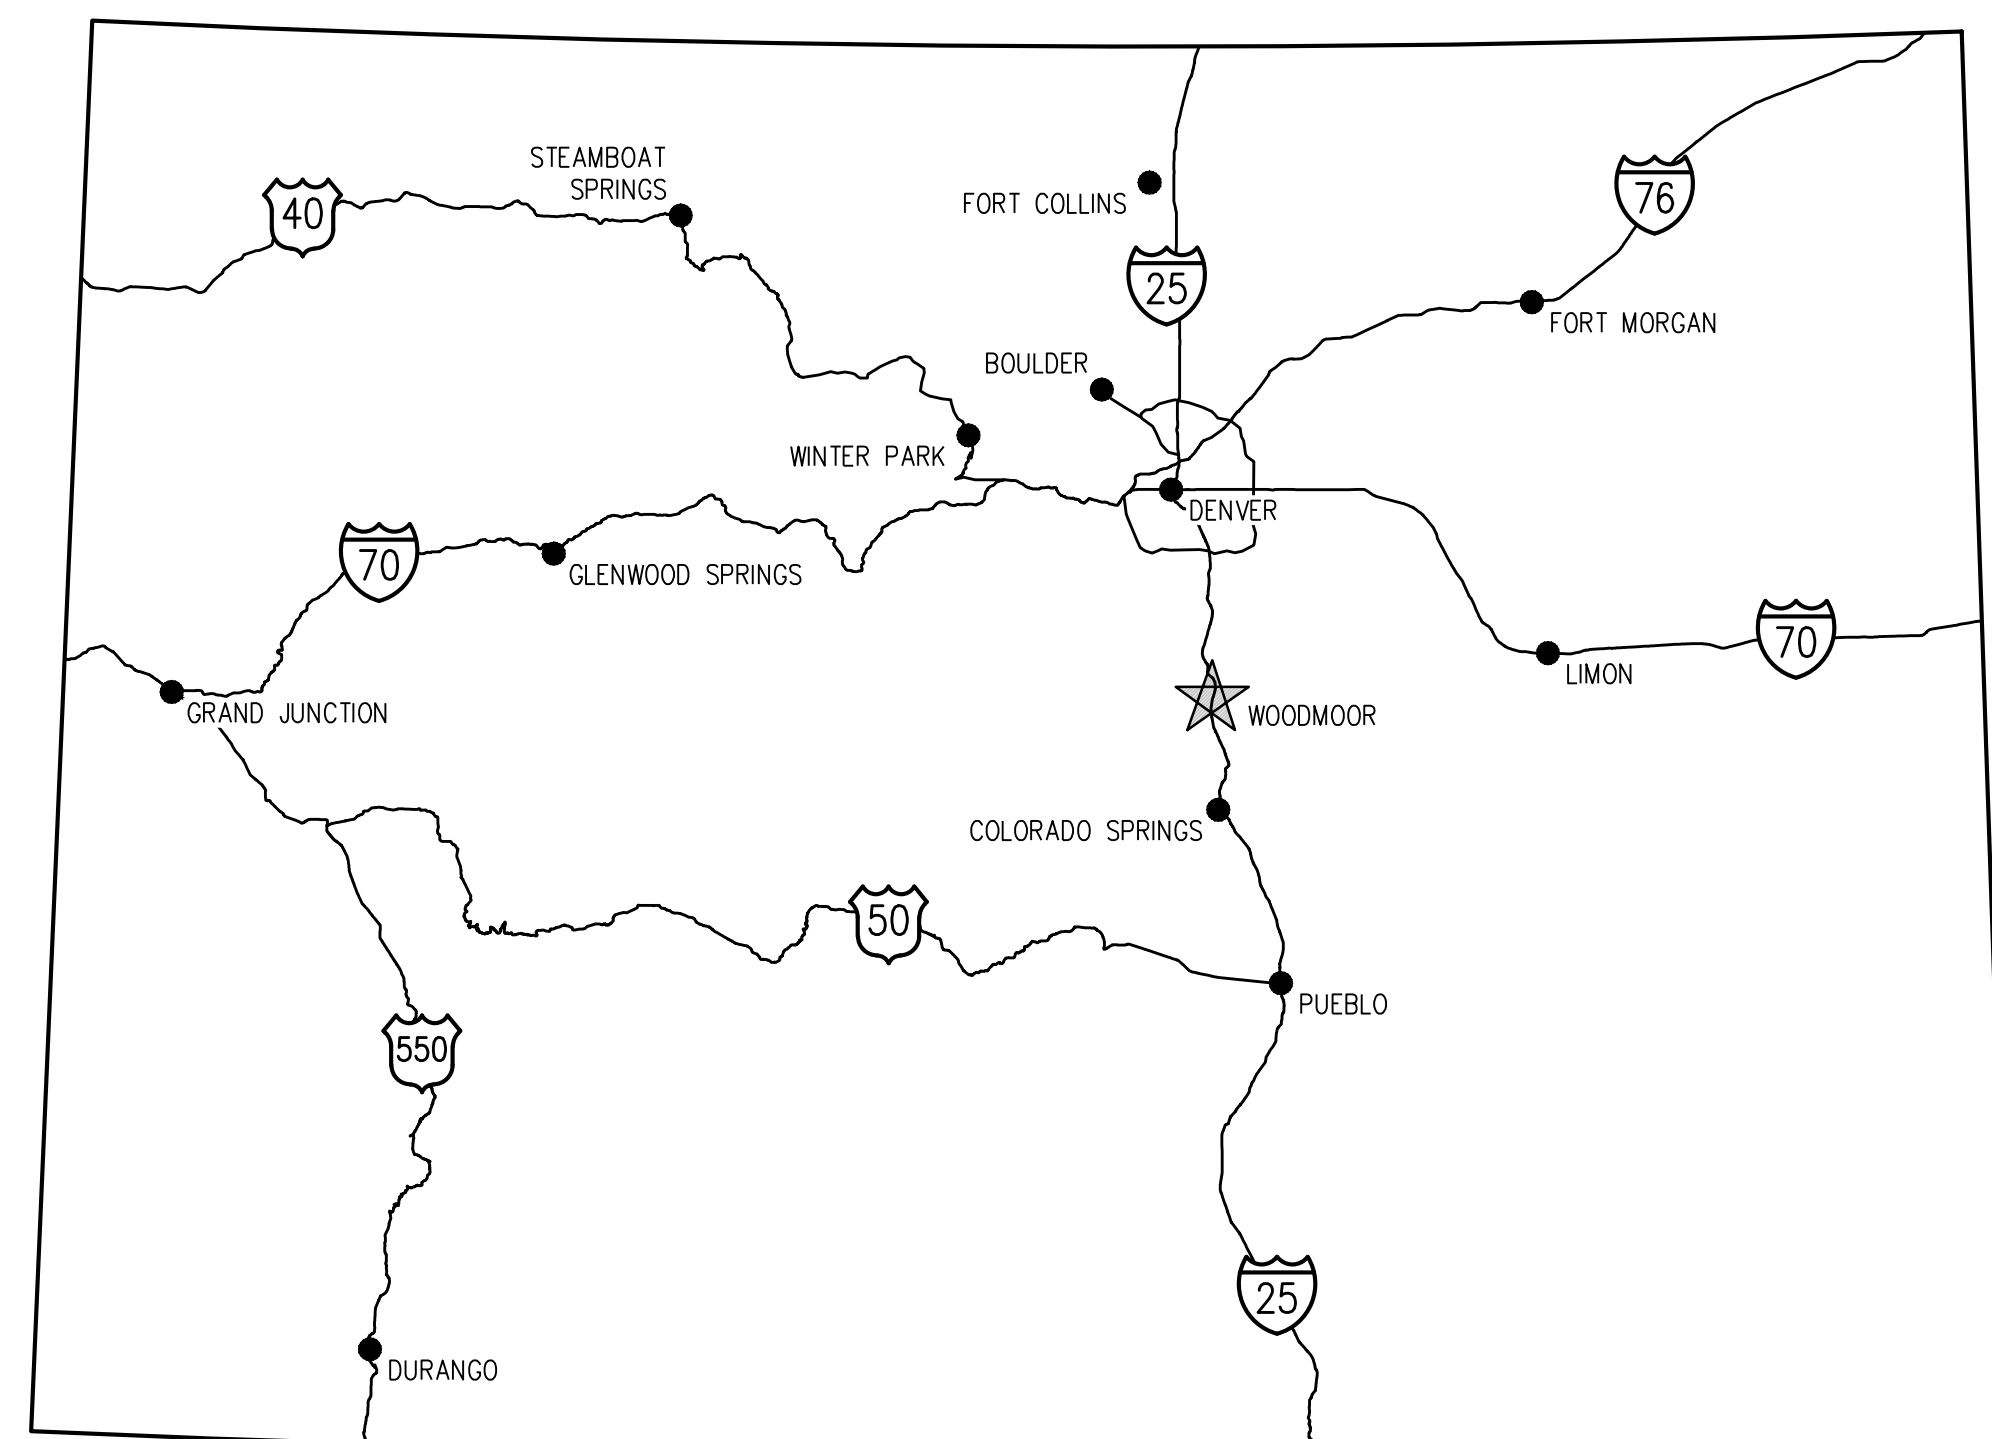 STEAMBOAT
SPRINGS
40
FORT COLLINS
76
25
FORT MORGAN
BOULDER
WINTER PARK
DENVER
70
GLENWOOD SPRINGS
70
LIMON
GRAND JUNCTION
WOODMOOR
COLORADO SPRINGS
50
PUEBLO
550
25
DURANGO